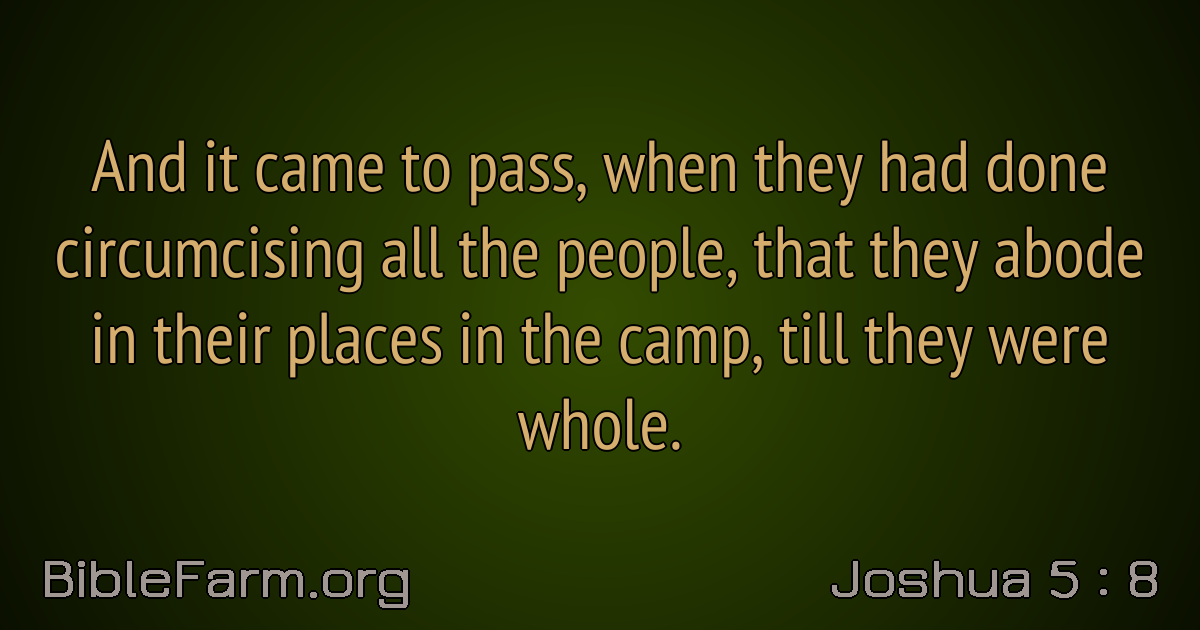 And it came to pass, when they had done
circumcising all the people, that they abode
in their places in the camp, till they were
whole.
BibleFarm.org
Joshua 5 : 8